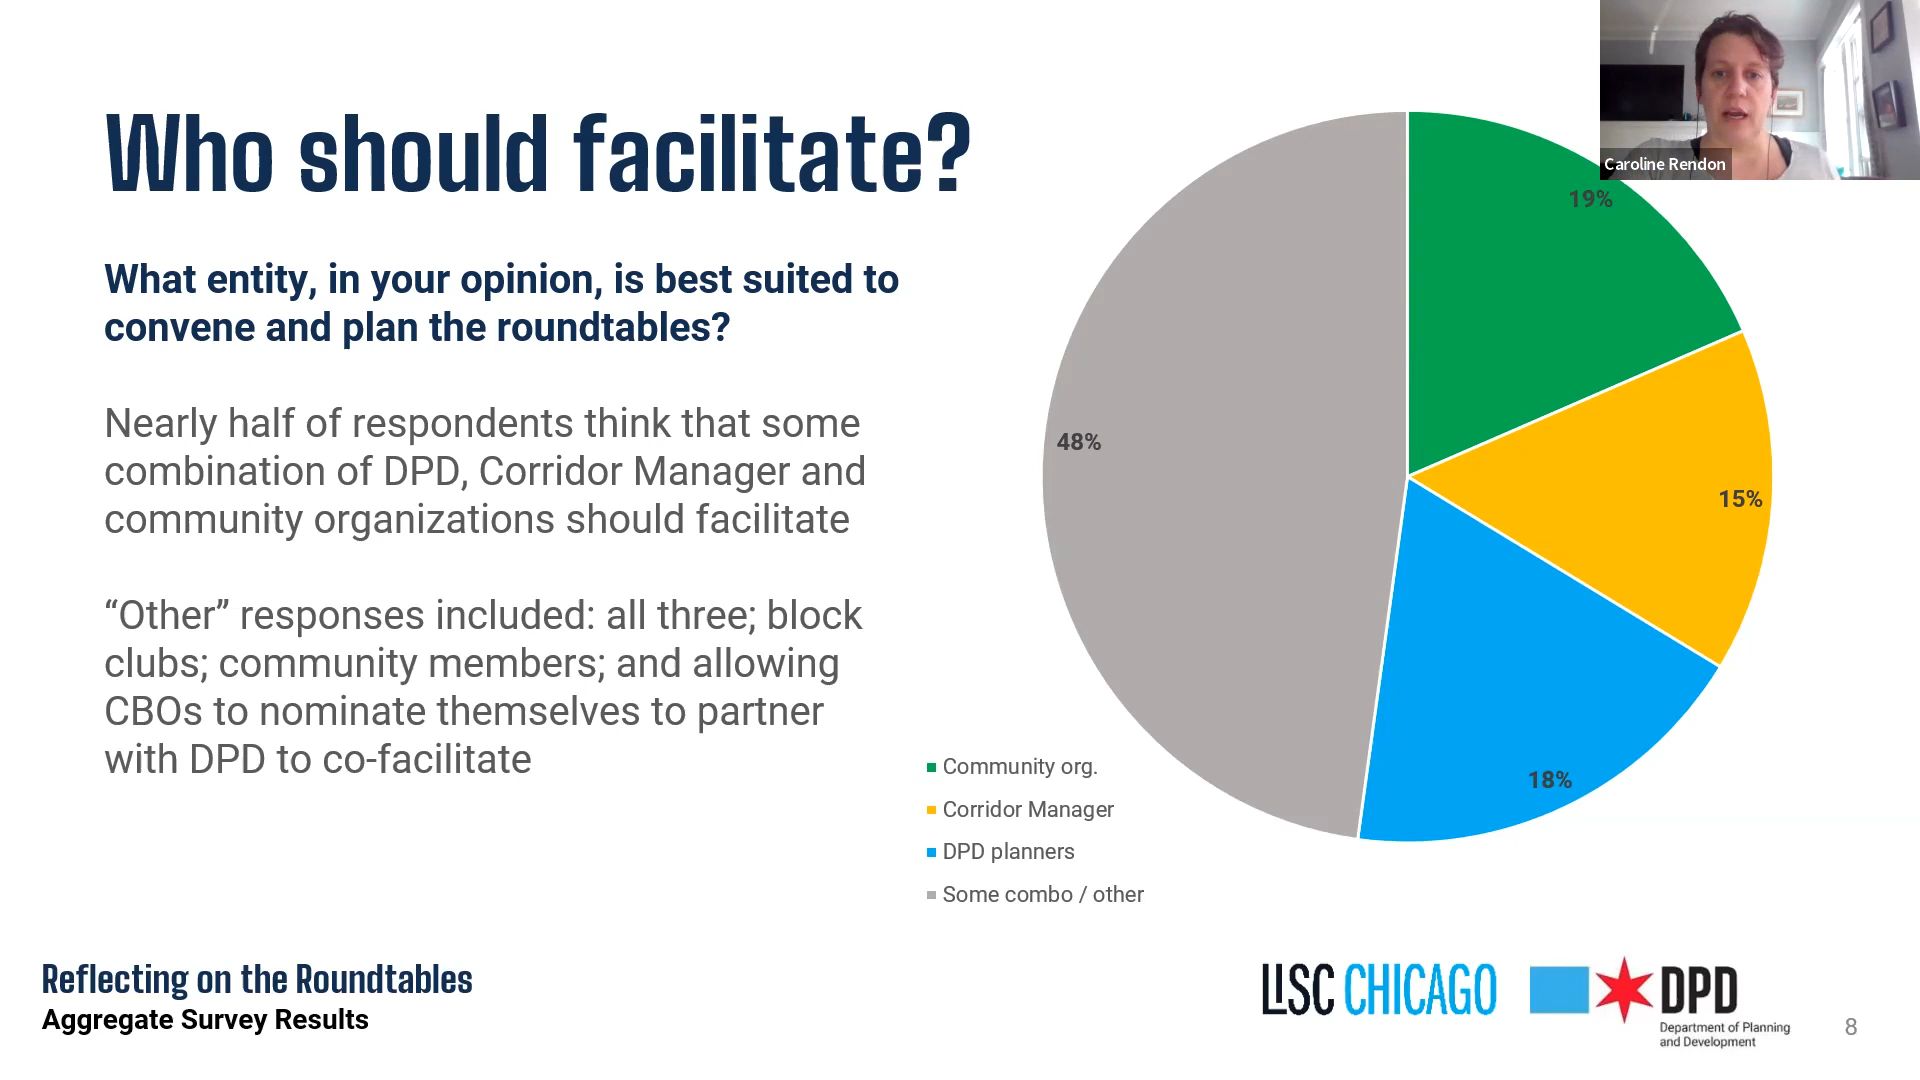 Who should facilitate?
What entity, in your opinion, is best suited to
convene and plan the roundtables?
Nearly half of respondents think that some
combination of DPD, Corridor Manager and
community organizations should facilitate
“Other” responses included: all three; block
clubs; community members; and allowing
CBOs to nominate themselves to partner
with DPD to co-facilitate
Caroline Rendon
19%
48%
15%
18%
Community org.
Corridor Manager
DPD planners
Some combo / other
Reflecting on the Roundtables
Aggregate Survey Results
LISC CHICAGO
DPD
Department of Planning
and Development
8